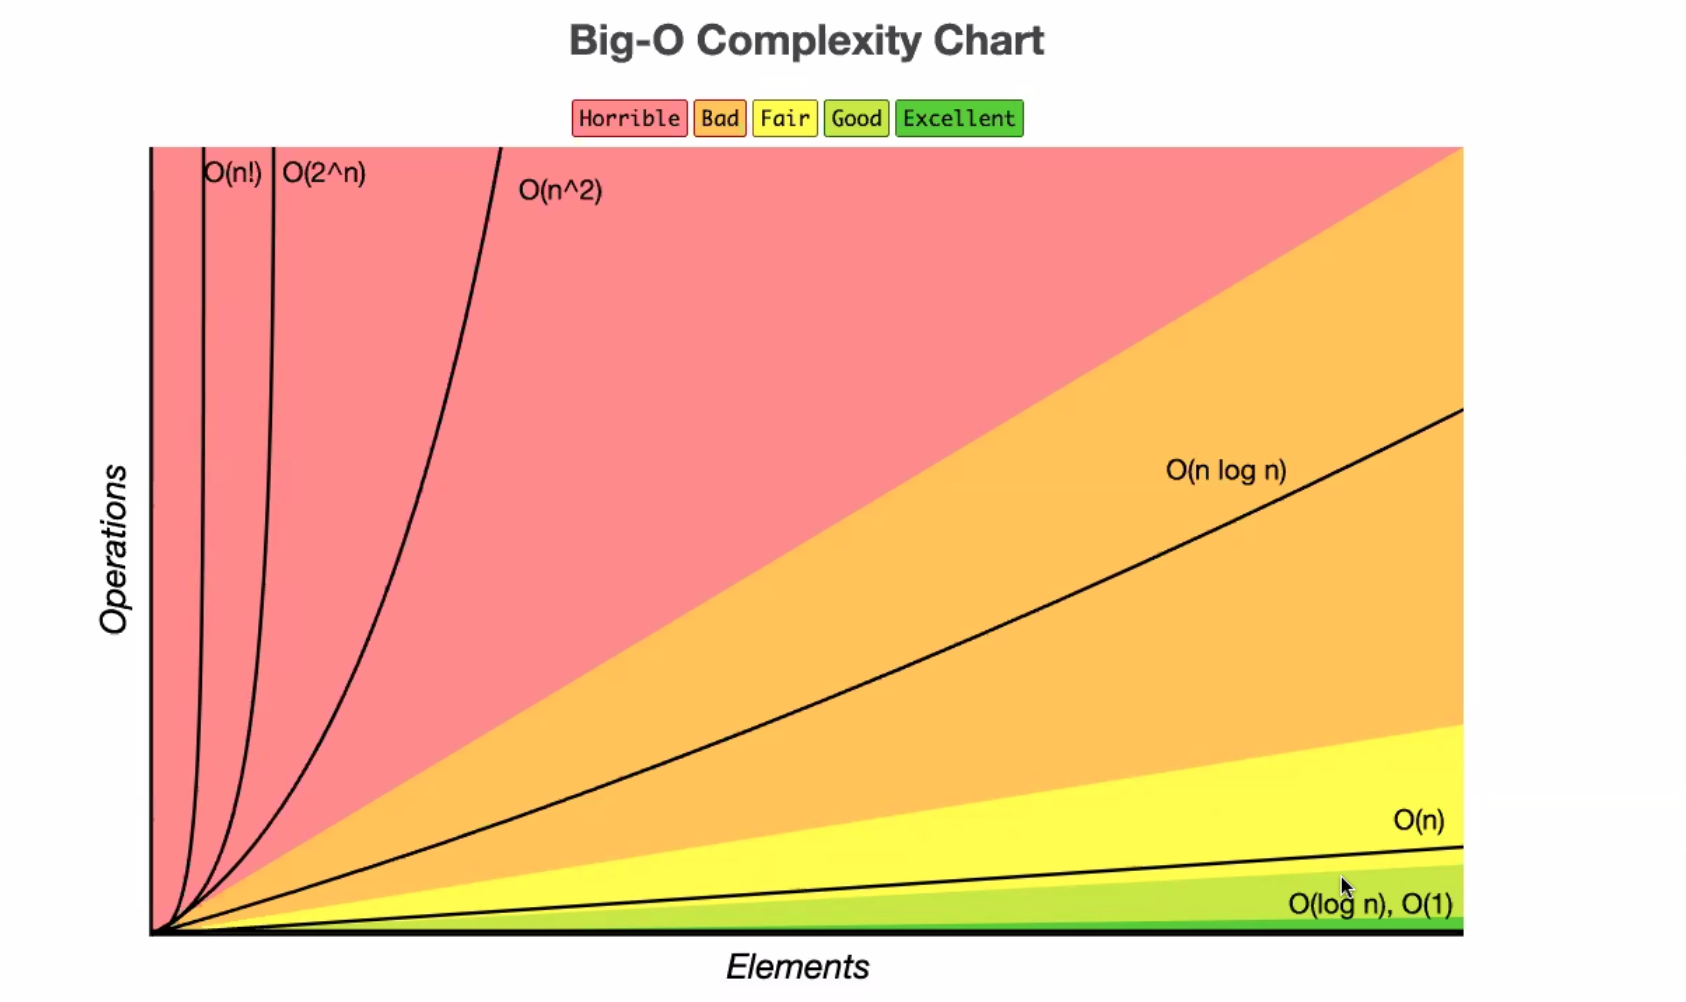 Big-O Complexity Chart
Horrible Bad Fair Good Excellent
O(n!) O(2^n)
O(n^2)
O(n log n)
Operations
O(n)
O(log n), O(1)
Elements